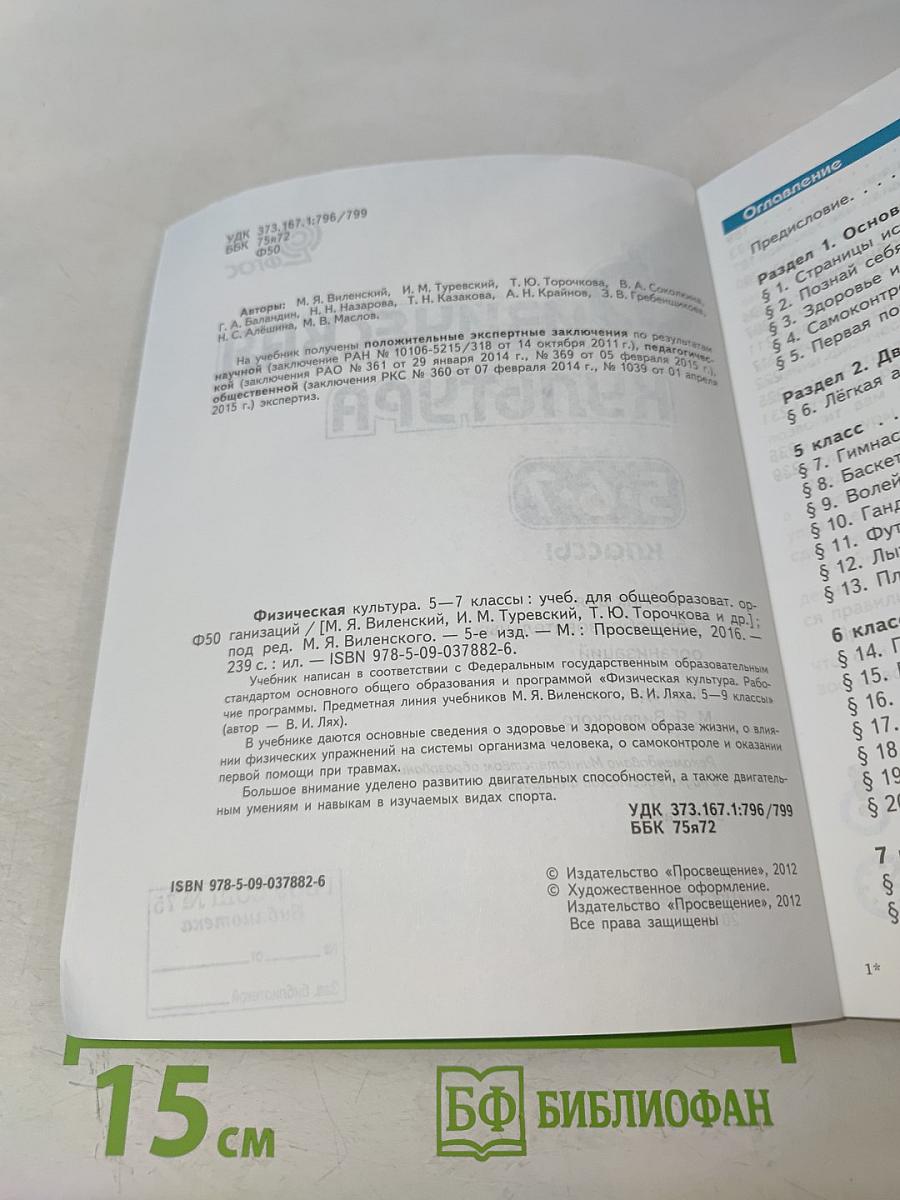 УДК 373.167.1:796/799
ББК 75я72
Ф50
Авторы: М. Я. Виленский, И. М. Туревский, Т. Ю. Торочкова, В. А. Соколкина,
Г. А. Баландин, Н. Н. Назарова, Т. Н. Казакова, А. Н. Крайнов, З. В. Гребенщикова,
Н. С. Алёшина, М. В. Маслов.
На учебник получены положительные экспертные заключения по результатам
научной (заключение РАН № 10106-5215/318 от 14 октября 2011 г.), педагогичес-
кой (заключения РАО № 361 от 29 января 2014 г., № 369 от 05 февраля 2015 г.),
общественной (заключения РКС № 360 от 07 февраля 2014 г., № 1039 от 01 апреля
2015 г.) экспертиз.
Физическая культура. 5—7 классы : учеб. для общеобразоват. ор-
Ф50 ганизаций / [М. Я. Виленский, И. М. Туревский, Т. Ю. Торочкова и др.] ;
под ред. М. Я. Виленского. — 5-е изд. — М. : Просвещение, 2016. —
239 с. : ил. — ISBN 978-5-09-037882-6.
Учебник написан в соответствии с Федеральным государственным образовательным
стандартом основного общего образования и программой «Физическая культура. Рабо-
чие программы. Предметная линия учебников М. Я. Виленского, В. И. Ляха. 5—9 классы»
(автор — В. И. Лях).
В учебнике даются основные сведения о здоровье и здоровом образе жизни, о влия-
нии физических упражнений на системы организма человека, о самоконтроле и оказании
первой помощи при травмах.
Большое внимание уделено развитию двигательных способностей, а также двигатель-
ным умениям и навыкам в изучаемых видах спорта.
УДК 373.167.1:796/799
ББК 75я72
ISBN 978-5-09-037882-6
© Издательство «Просвещение», 2012
© Художественное оформление.
Издательство «Просвещение», 2012
Все права защищены
Оглавление
Предисловие. . . .
Раздел 1. Основ
§ 1. Страницы ис
§ 2. Познай себя
§ 3. Здоровье и
§ 4. Самоконтро
§ 5. Первая по
Раздел 2. Дв
§ 6. Лёгкая а
5 класс . .
§ 7. Гимнас
§ 8. Баскет
§ 9. Волей
§ 10. Ганд
§ 11. Фут
§ 12. Лы
§ 13. Пл
6 класс
§ 14. Г
§ 15.
§ 16.
§ 17.
§ 18
§ 19
§ 20
7
§
§
1*
15 см
БФ БИБЛИОФАН